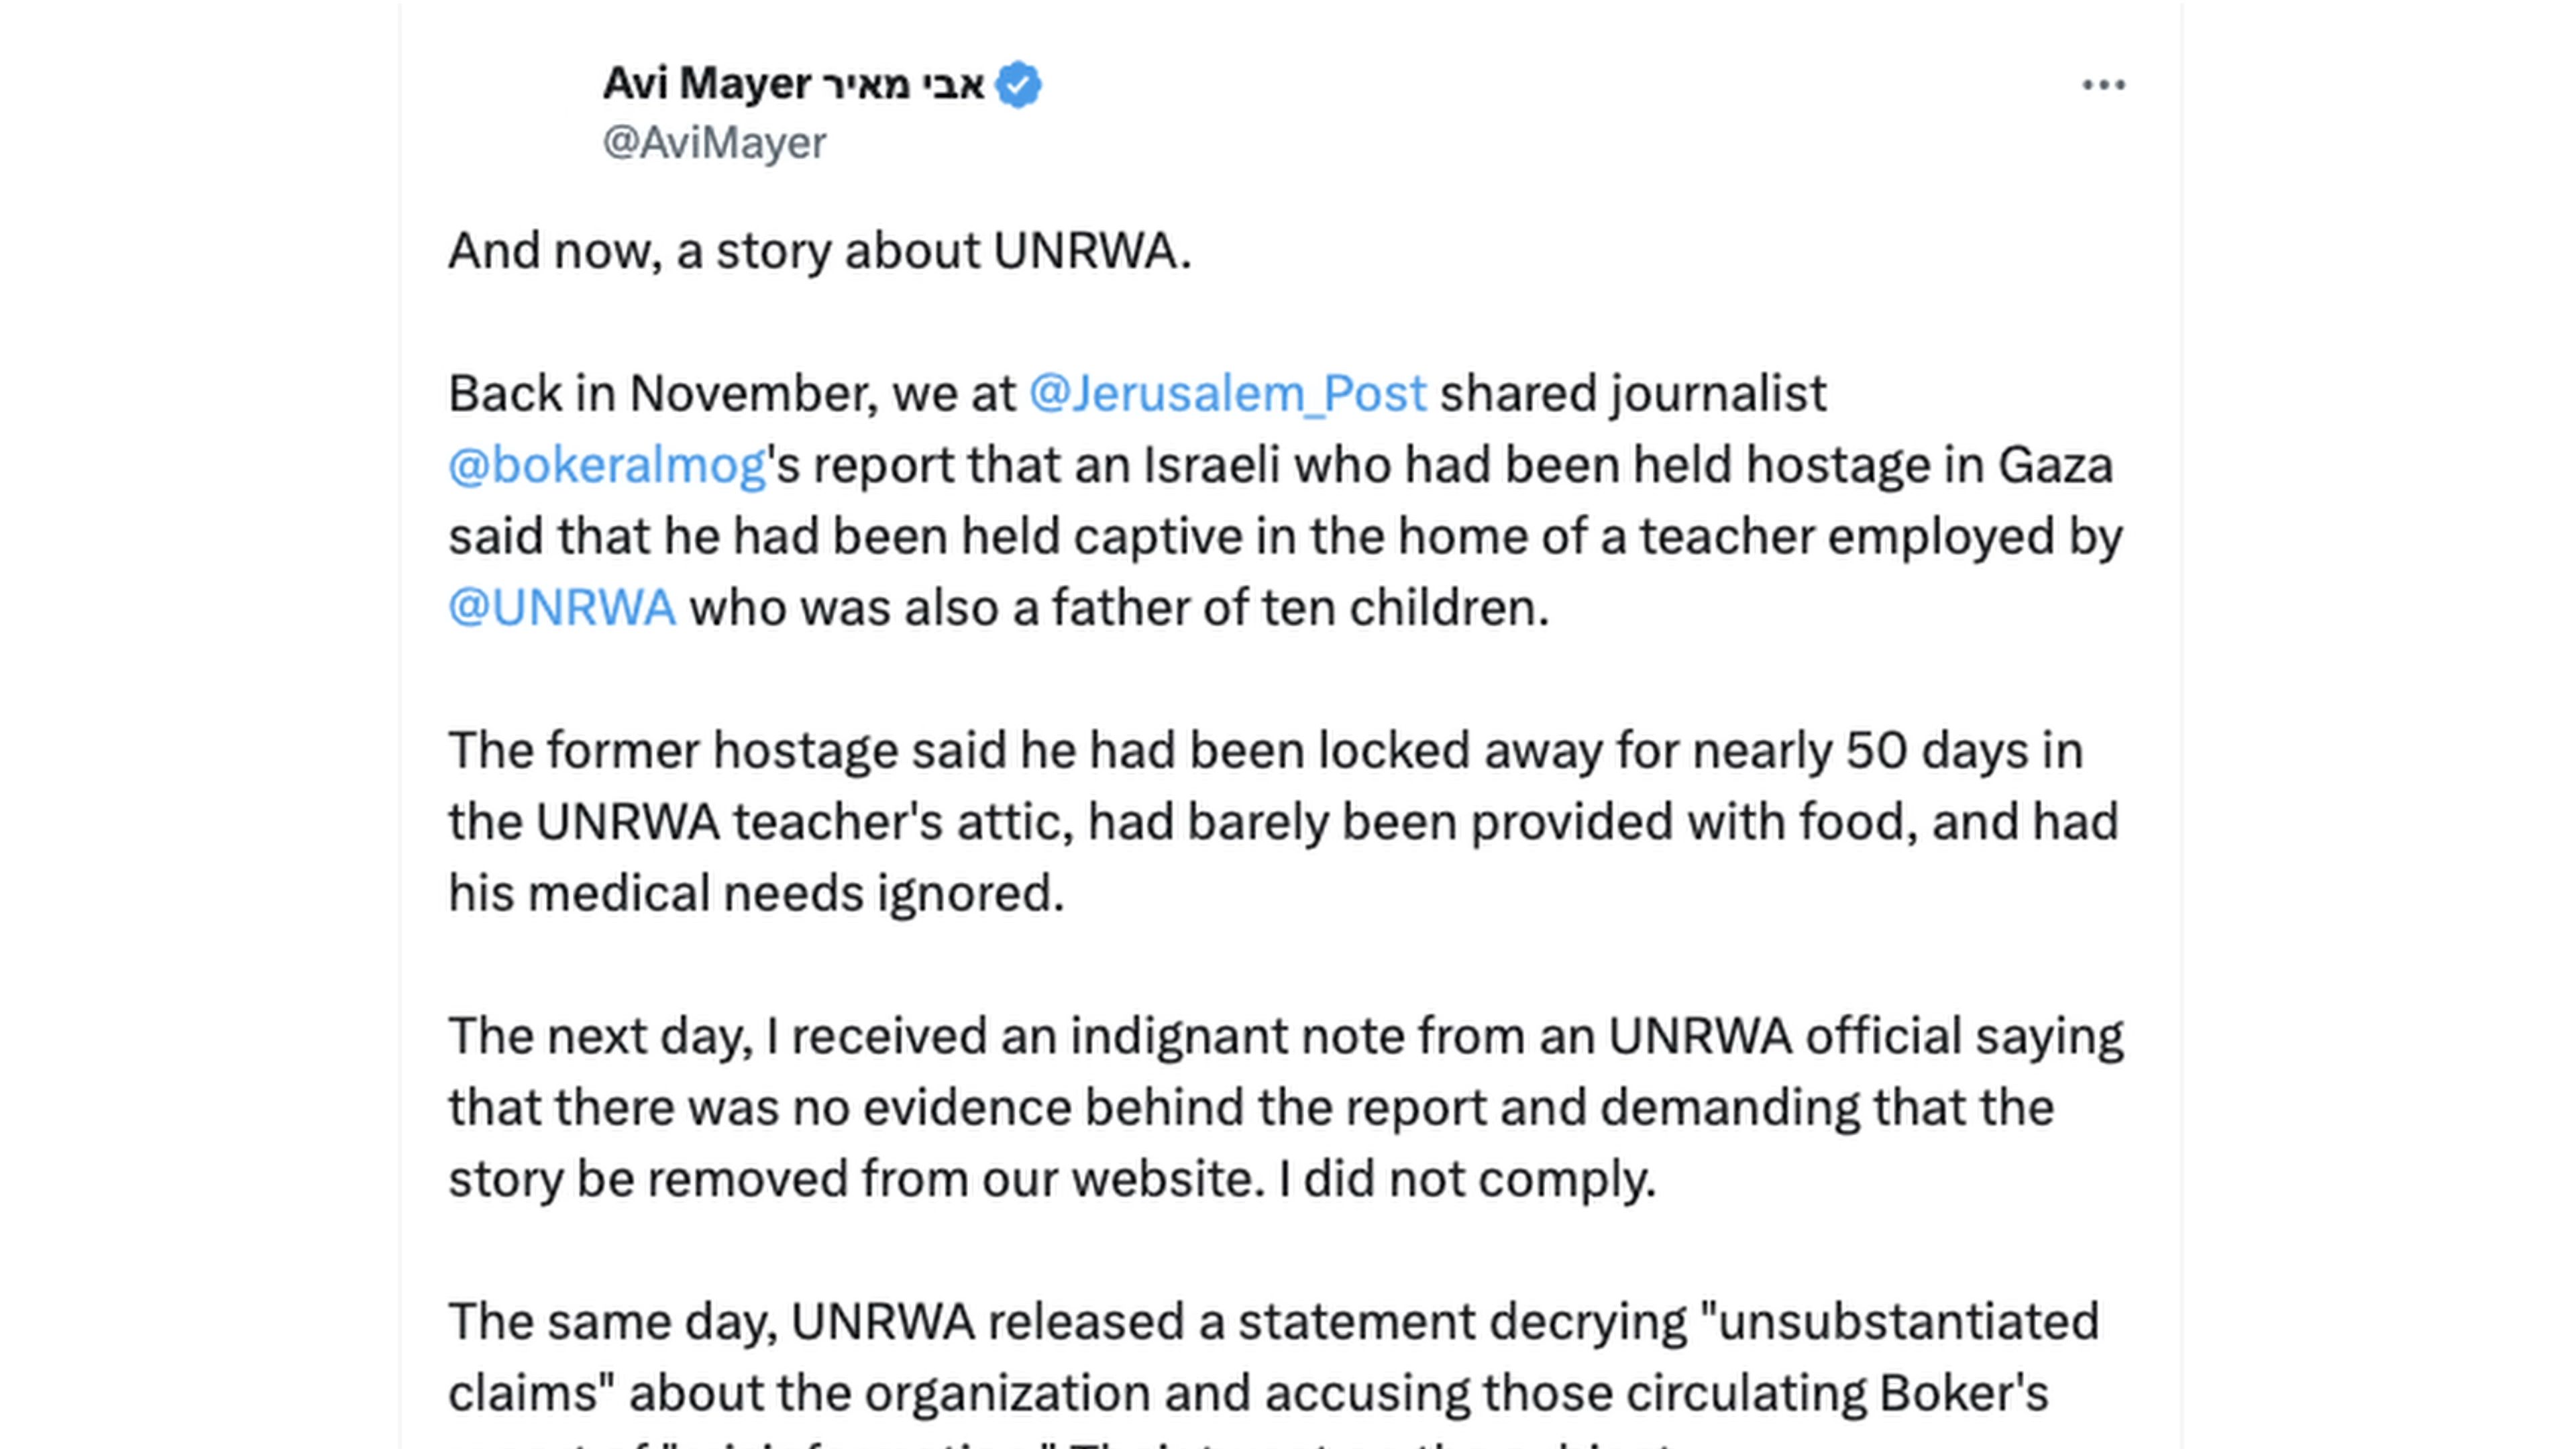 Avi Mayer אבי מאיר
@AviMayer
And now, a story about UNRWA.
Back in November, we at @Jerusalem_Post shared journalist
@bokeralmog's report that an Israeli who had been held hostage in Gaza
said that he had been held captive in the home of a teacher employed by
@UNRWA who was also a father of ten children.
The former hostage said he had been locked away for nearly 50 days in
the UNRWA teacher's attic, had barely been provided with food, and had
his medical needs ignored.
The next day, I received an indignant note from an UNRWA official saying
that there was no evidence behind the report and demanding that the
story be removed from our website. I did not comply.
The same day, UNRWA released a statement decrying "unsubstantiated
claims" about the organization and accusing those circulating Boker's